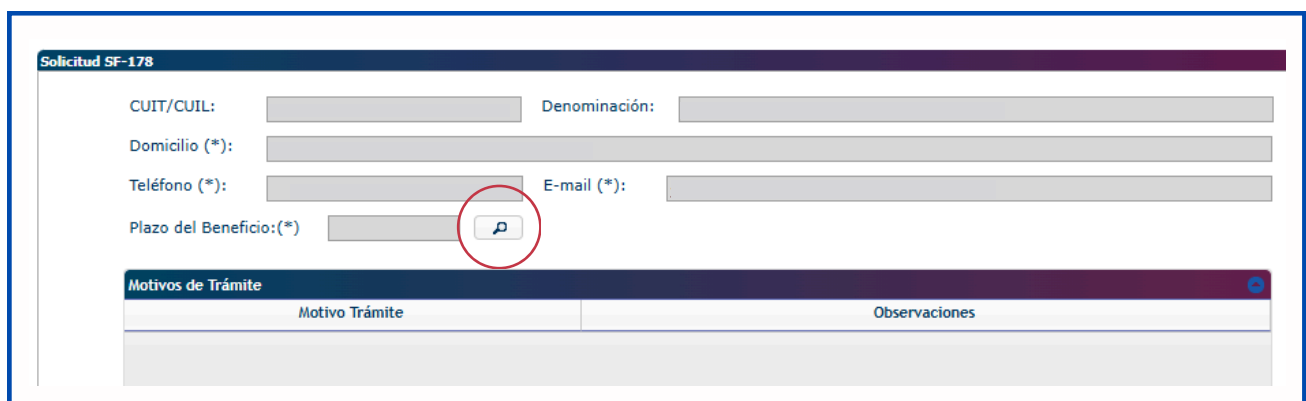 Solicitud SF-178
CUIT/CUIL: Denominación:
Domicilio (*):
Teléfono (*): E-mail (*):
Plazo del Beneficio:(*)
Motivos de Trámite
Motivo Trámite Observaciones